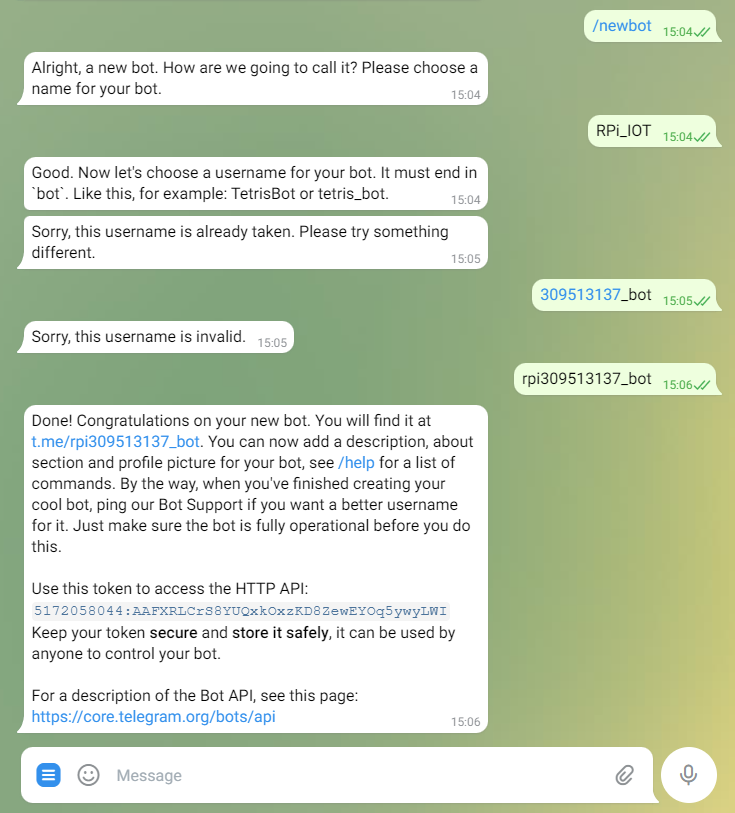 /newbot 15:04
Alright, a new bot. How are we going to call it? Please choose a
name for your bot. 15:04
RPi_IOT 15:04
Good. Now let's choose a username for your bot. It must end in
`bot`. Like this, for example: TetrisBot or tetris_bot. 15:04
Sorry, this username is already taken. Please try something
different. 15:05
309513137_bot 15:05
Sorry, this username is invalid. 15:05
rpi309513137_bot 15:06
Done! Congratulations on your new bot. You will find it at
t.me/rpi309513137_bot. You can now add a description, about
section and profile picture for your bot, see /help for a list of
commands. By the way, when you've finished creating your
cool bot, ping our Bot Support if you want a better username
for it. Just make sure the bot is fully operational before you do
this.
Use this token to access the HTTP API:
5172058044:AAFXRLCrS8YUQxkOxzKD8ZewEYOq5ywyLWI
Keep your token secure and store it safely, it can be used by
anyone to control your bot.
For a description of the Bot API, see this page:
https://core.telegram.org/bots/api 15:06
Message